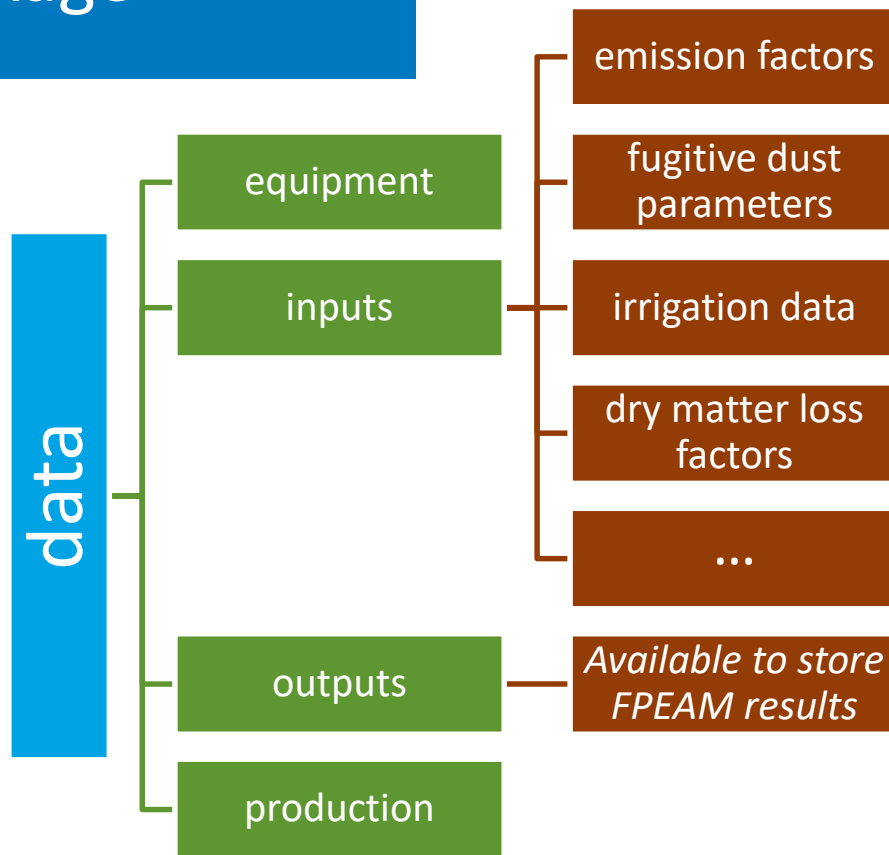 data
equipment
inputs
outputs
production
emission factors
fugitive dust
parameters
irrigation data
dry matter loss
factors
...
Available to store
FPEAM results